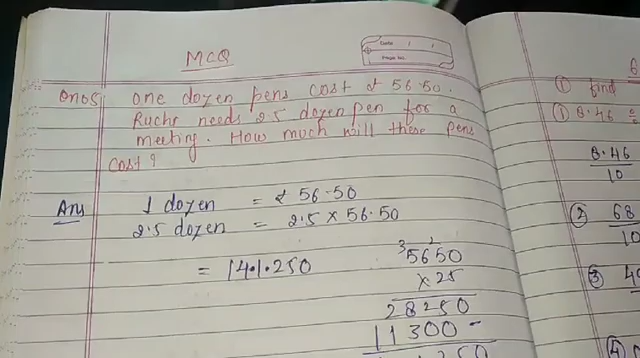 MCQ
Date / /
Page No.
Qno5 One dozen pens cost ₹ 56.50.
Ruchi needs 2.5 dozen pen for a
meeting. How much will these pens
cost?
Ans 1 dozen = ₹ 56.50
2.5 dozen = 2.5 × 56.50
= 141.250
5650
× 25
28250
11300-
250
① find
① 8.46 =
8.46
10
② 68
10
③
④